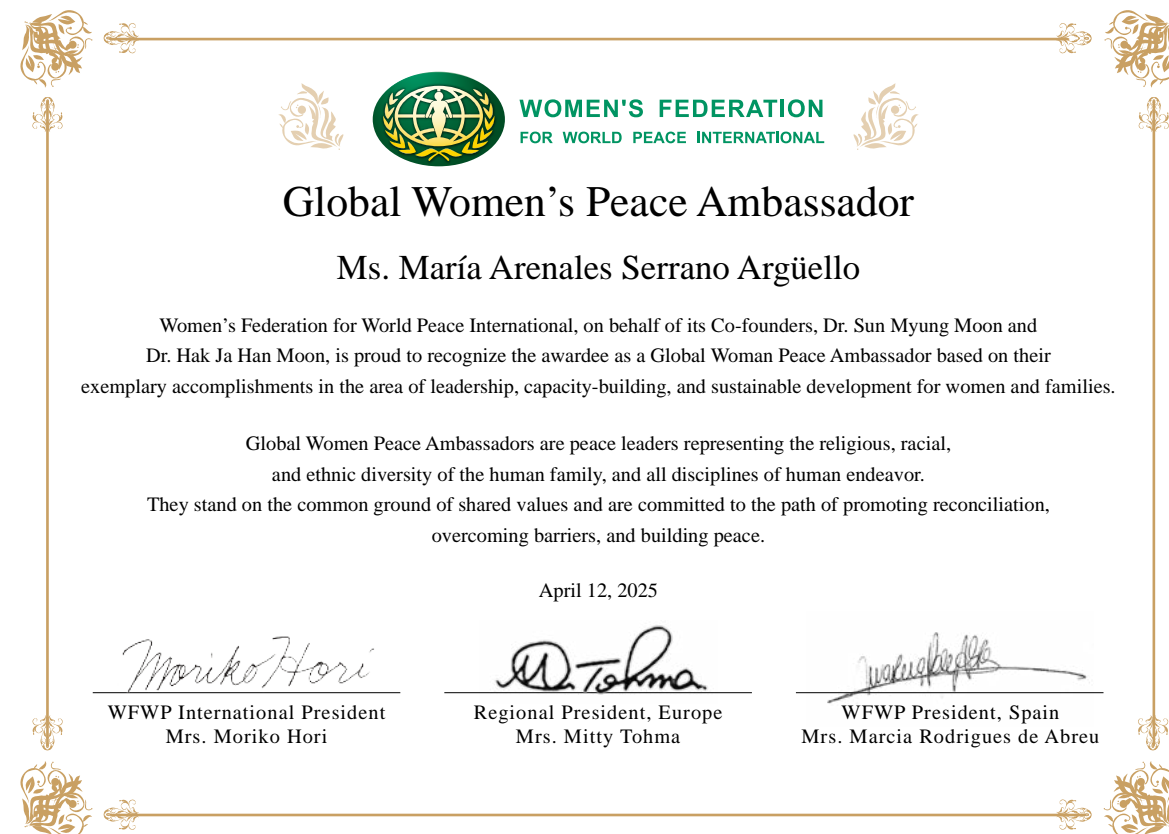 WOMEN'S FEDERATION
FOR WORLD PEACE INTERNATIONAL
Global Women’s Peace Ambassador
Ms. María Arenales Serrano Argüello
Women’s Federation for World Peace International, on behalf of its Co-founders, Dr. Sun Myung Moon and
Dr. Hak Ja Han Moon, is proud to recognize the awardee as a Global Woman Peace Ambassador based on their
exemplary accomplishments in the area of leadership, capacity-building, and sustainable development for women and families.
Global Women Peace Ambassadors are peace leaders representing the religious, racial,
and ethnic diversity of the human family, and all disciplines of human endeavor.
They stand on the common ground of shared values and are committed to the path of promoting reconciliation,
overcoming barriers, and building peace.
April 12, 2025
Moriko Hori
M. Tohma
WFWP International President
Mrs. Moriko Hori
Regional President, Europe
Mrs. Mitty Tohma
WFWP President, Spain
Mrs. Marcia Rodrigues de Abreu